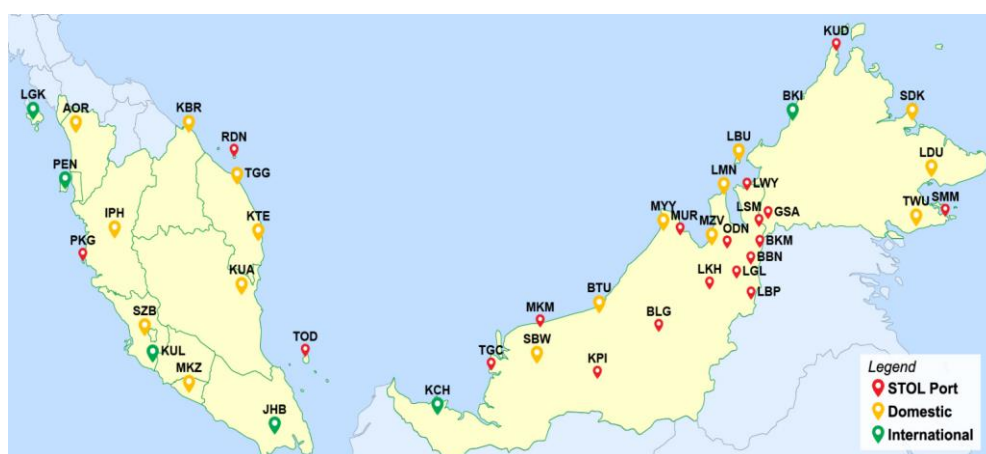 KUD
LGK
AOR
KBR
BKI
SDK
RDN
LBU
PEN
TGG
LMN
LWY
LDU
SMM
IPH
KTE
MYY
MUR
MZV
ODN
LSM
GSA
TWU
PKG
BKM
BBN
KUA
LKH
LGL
LBP
SZB
BTU
MKM
BLG
KUL
TOD
TGC
SBW
KPI
MKZ
KCH
JHB
Legend
STOL Port
Domestic
International